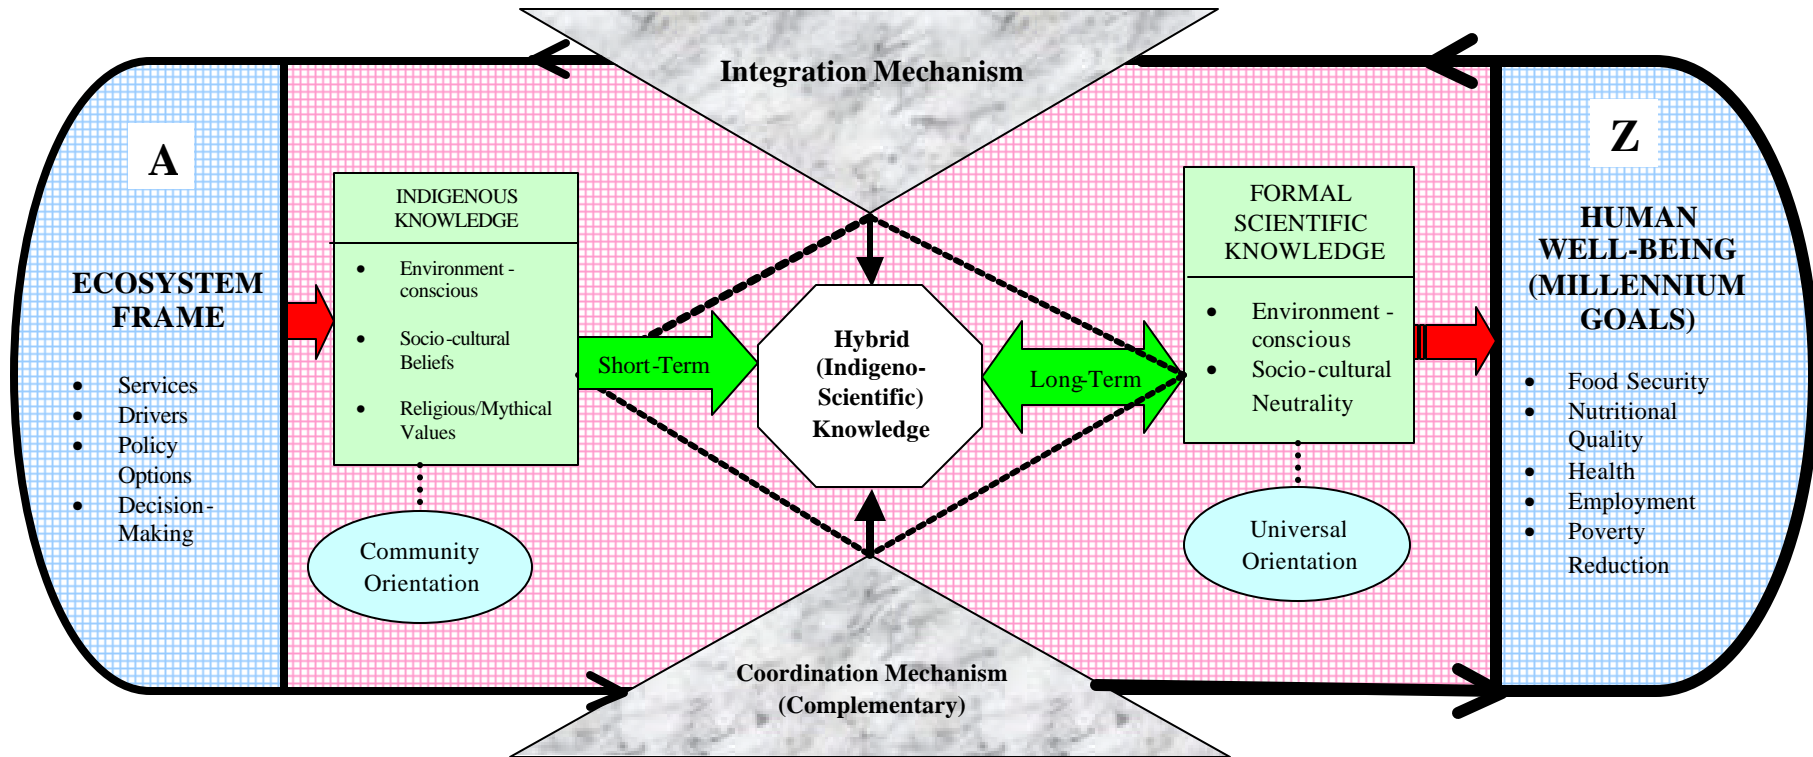 Integration Mechanism
A
ECOSYSTEM
FRAME
• Services
• Drivers
• Policy
Options
• Decision-
Making
INDIGENOUS
KNOWLEDGE
• Environment -
conscious
• Socio-cultural
Beliefs
• Religious/Mythical
Values
Community
Orientation
Short-Term
Hybrid
(Indigeno-
Scientific)
Knowledge
Long-Term
FORMAL
SCIENTIFIC
KNOWLEDGE
• Environment -
conscious
• Socio-cultural
Neutrality
Universal
Orientation
Z
HUMAN
WELL-BEING
(MILLENNIUM
GOALS)
• Food Security
• Nutritional
Quality
• Health
• Employment
• Poverty
Reduction
Coordination Mechanism
(Complementary)